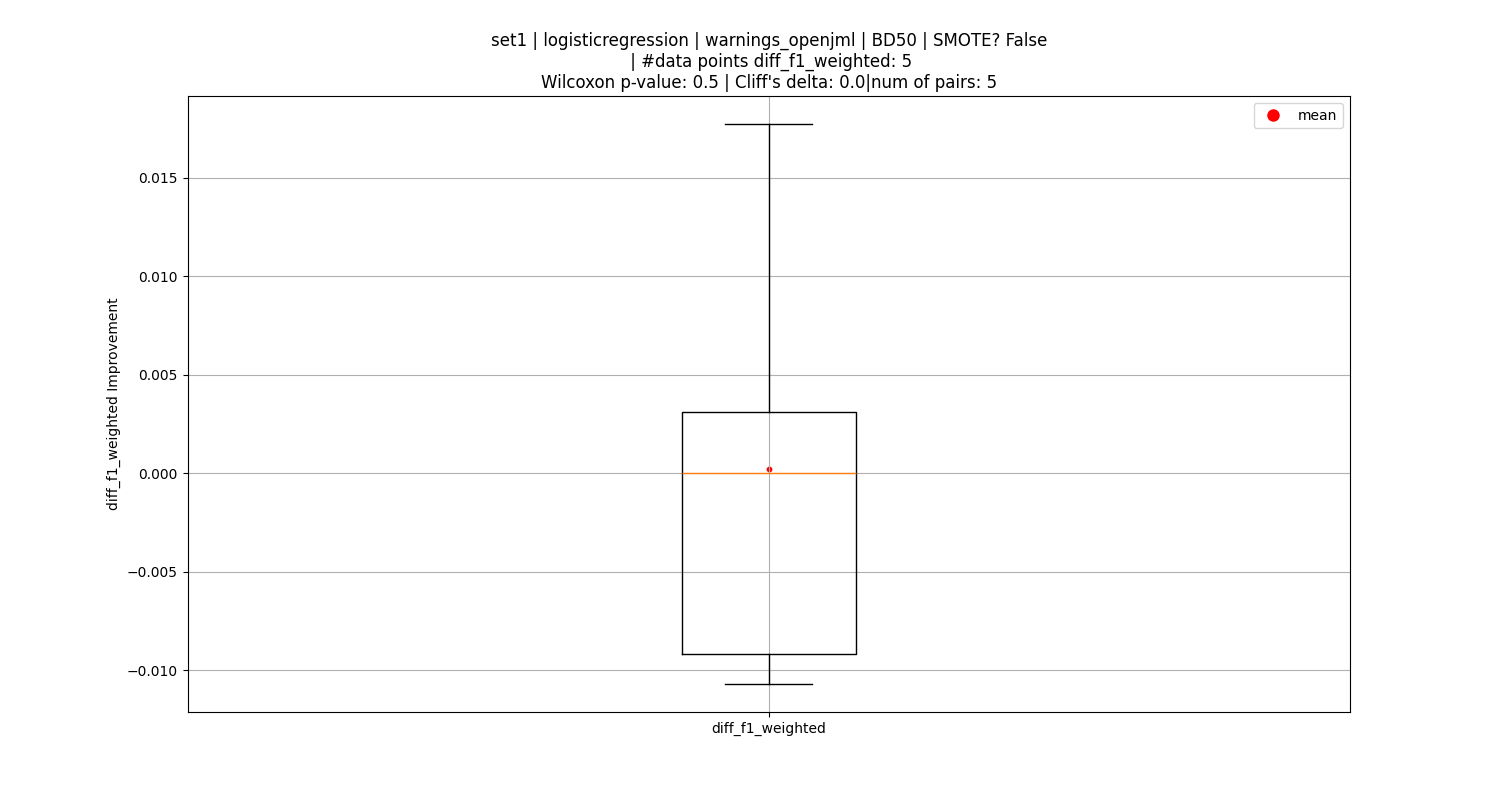 set1 | logisticregression | warnings_openjml | BD50 | SMOTE? False
| #data points diff_f1_weighted: 5
Wilcoxon p-value: 0.5 | Cliff's delta: 0.0|num of pairs: 5
mean
0.015
0.010
0.005
0.000
−0.005
−0.010
diff_f1_weighted Improvement
diff_f1_weighted